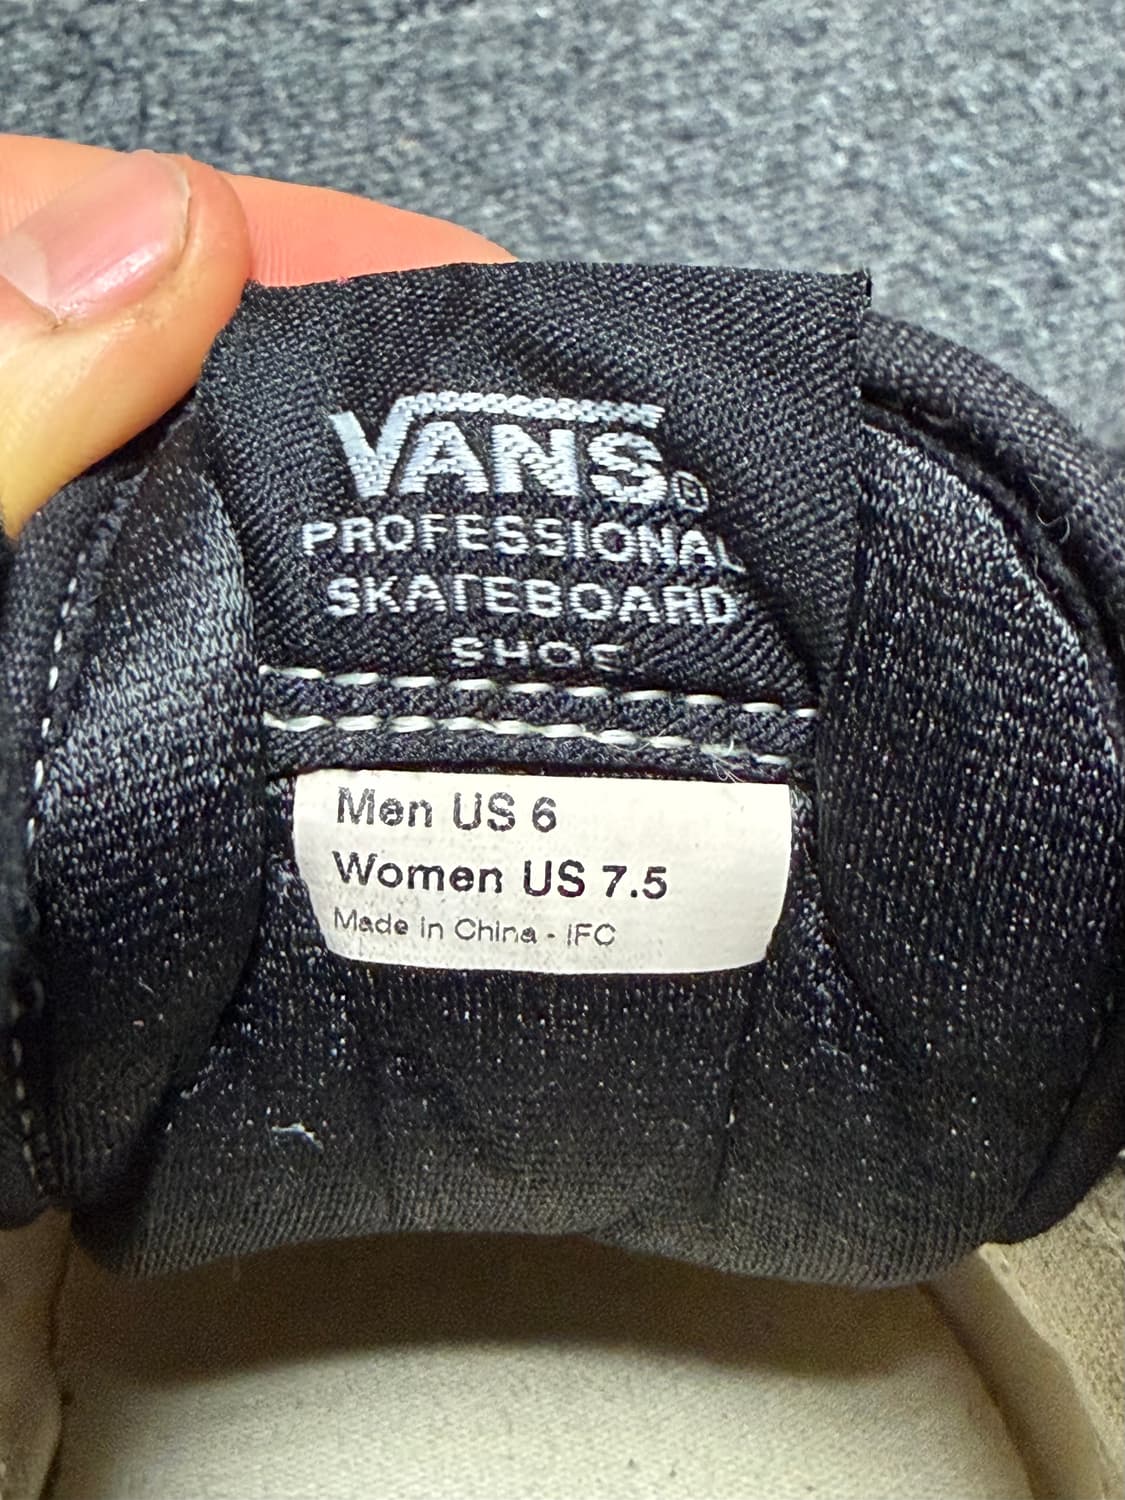 VANS
PROFESSIONAL
SKATEBOARD
SHOE
Men US 6
Women US 7.5
Made in China - IFC